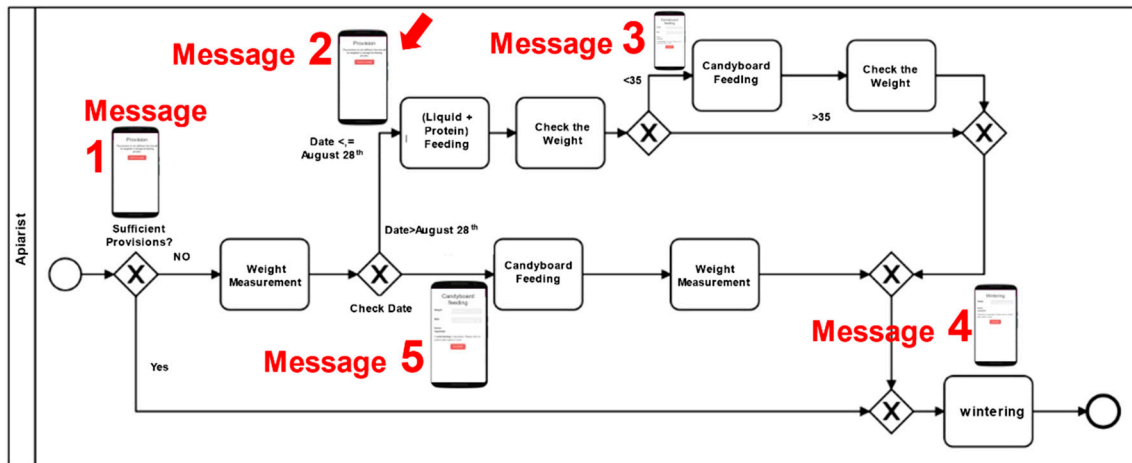 Apiarist
Message
1
Provision
Sufficient
Provisions?
NO
Yes
Weight
Measurement
Check Date
Date <,=
August 28th
Date>August 28th
Message 2
Provision
(Liquid +
Protein)
Feeding
Check the
Weight
Message 3
Candyboard
feeding
<35
>35
Candyboard
Feeding
Check the
Weight
Candyboard
Feeding
Weight
Measurement
Message 5
Candyboard
feeding
Message 4
Wintering
wintering
X
X
X
X
X
X